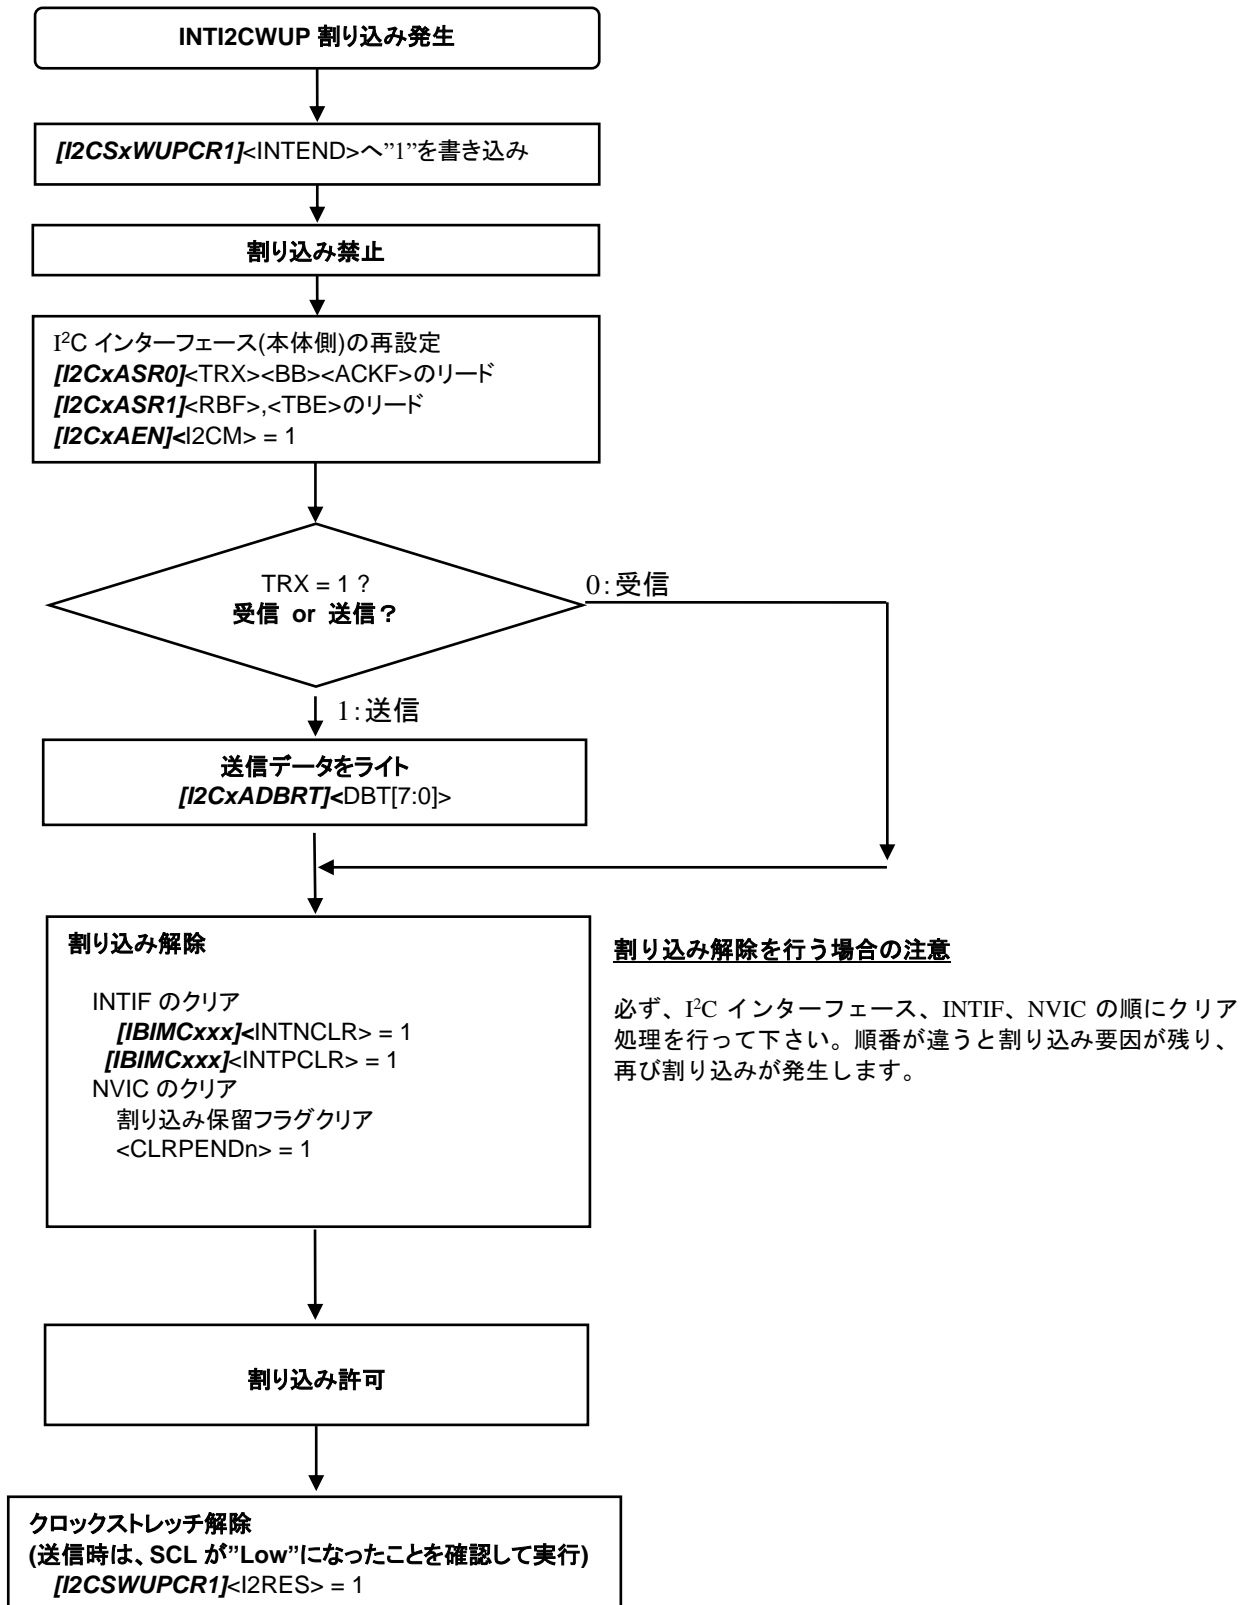 INTI2CWUP 割り込み発生
[I2CSxWUPCR1]<INTEND>へ”1”を書き込み
割り込み禁止
I2C インターフェース(本体側)の再設定
[I2CxASR0]<TRX><BB><ACKF>のリード
[I2CxASR1]<RBF>,<TBE>のリード
[I2CxAEN]<I2CM> = 1
TRX = 1 ?
受信 or 送信？
0：受信
1：送信
送信データをライト
[I2CxADBRT]<DBT[7:0]>
割り込み解除
INTIF のクリア
[IBIMCxxx]<INTNCLR> = 1
[IBIMCxxx]<INTPCLR> = 1
NVIC のクリア
割り込み保留フラグクリア
<CLRPENDn> = 1
割り込み解除を行う場合の注意
必ず、I2C インターフェース、INTIF、NVIC の順にクリア
処理を行って下さい。順番が違うと割り込み要因が残り、
再び割り込みが発生します。
割り込み許可
クロックストレッチ解除
(送信時は、SCL が”Low”になったことを確認して実行)
[I2CSWUPCR1]<I2RES> = 1